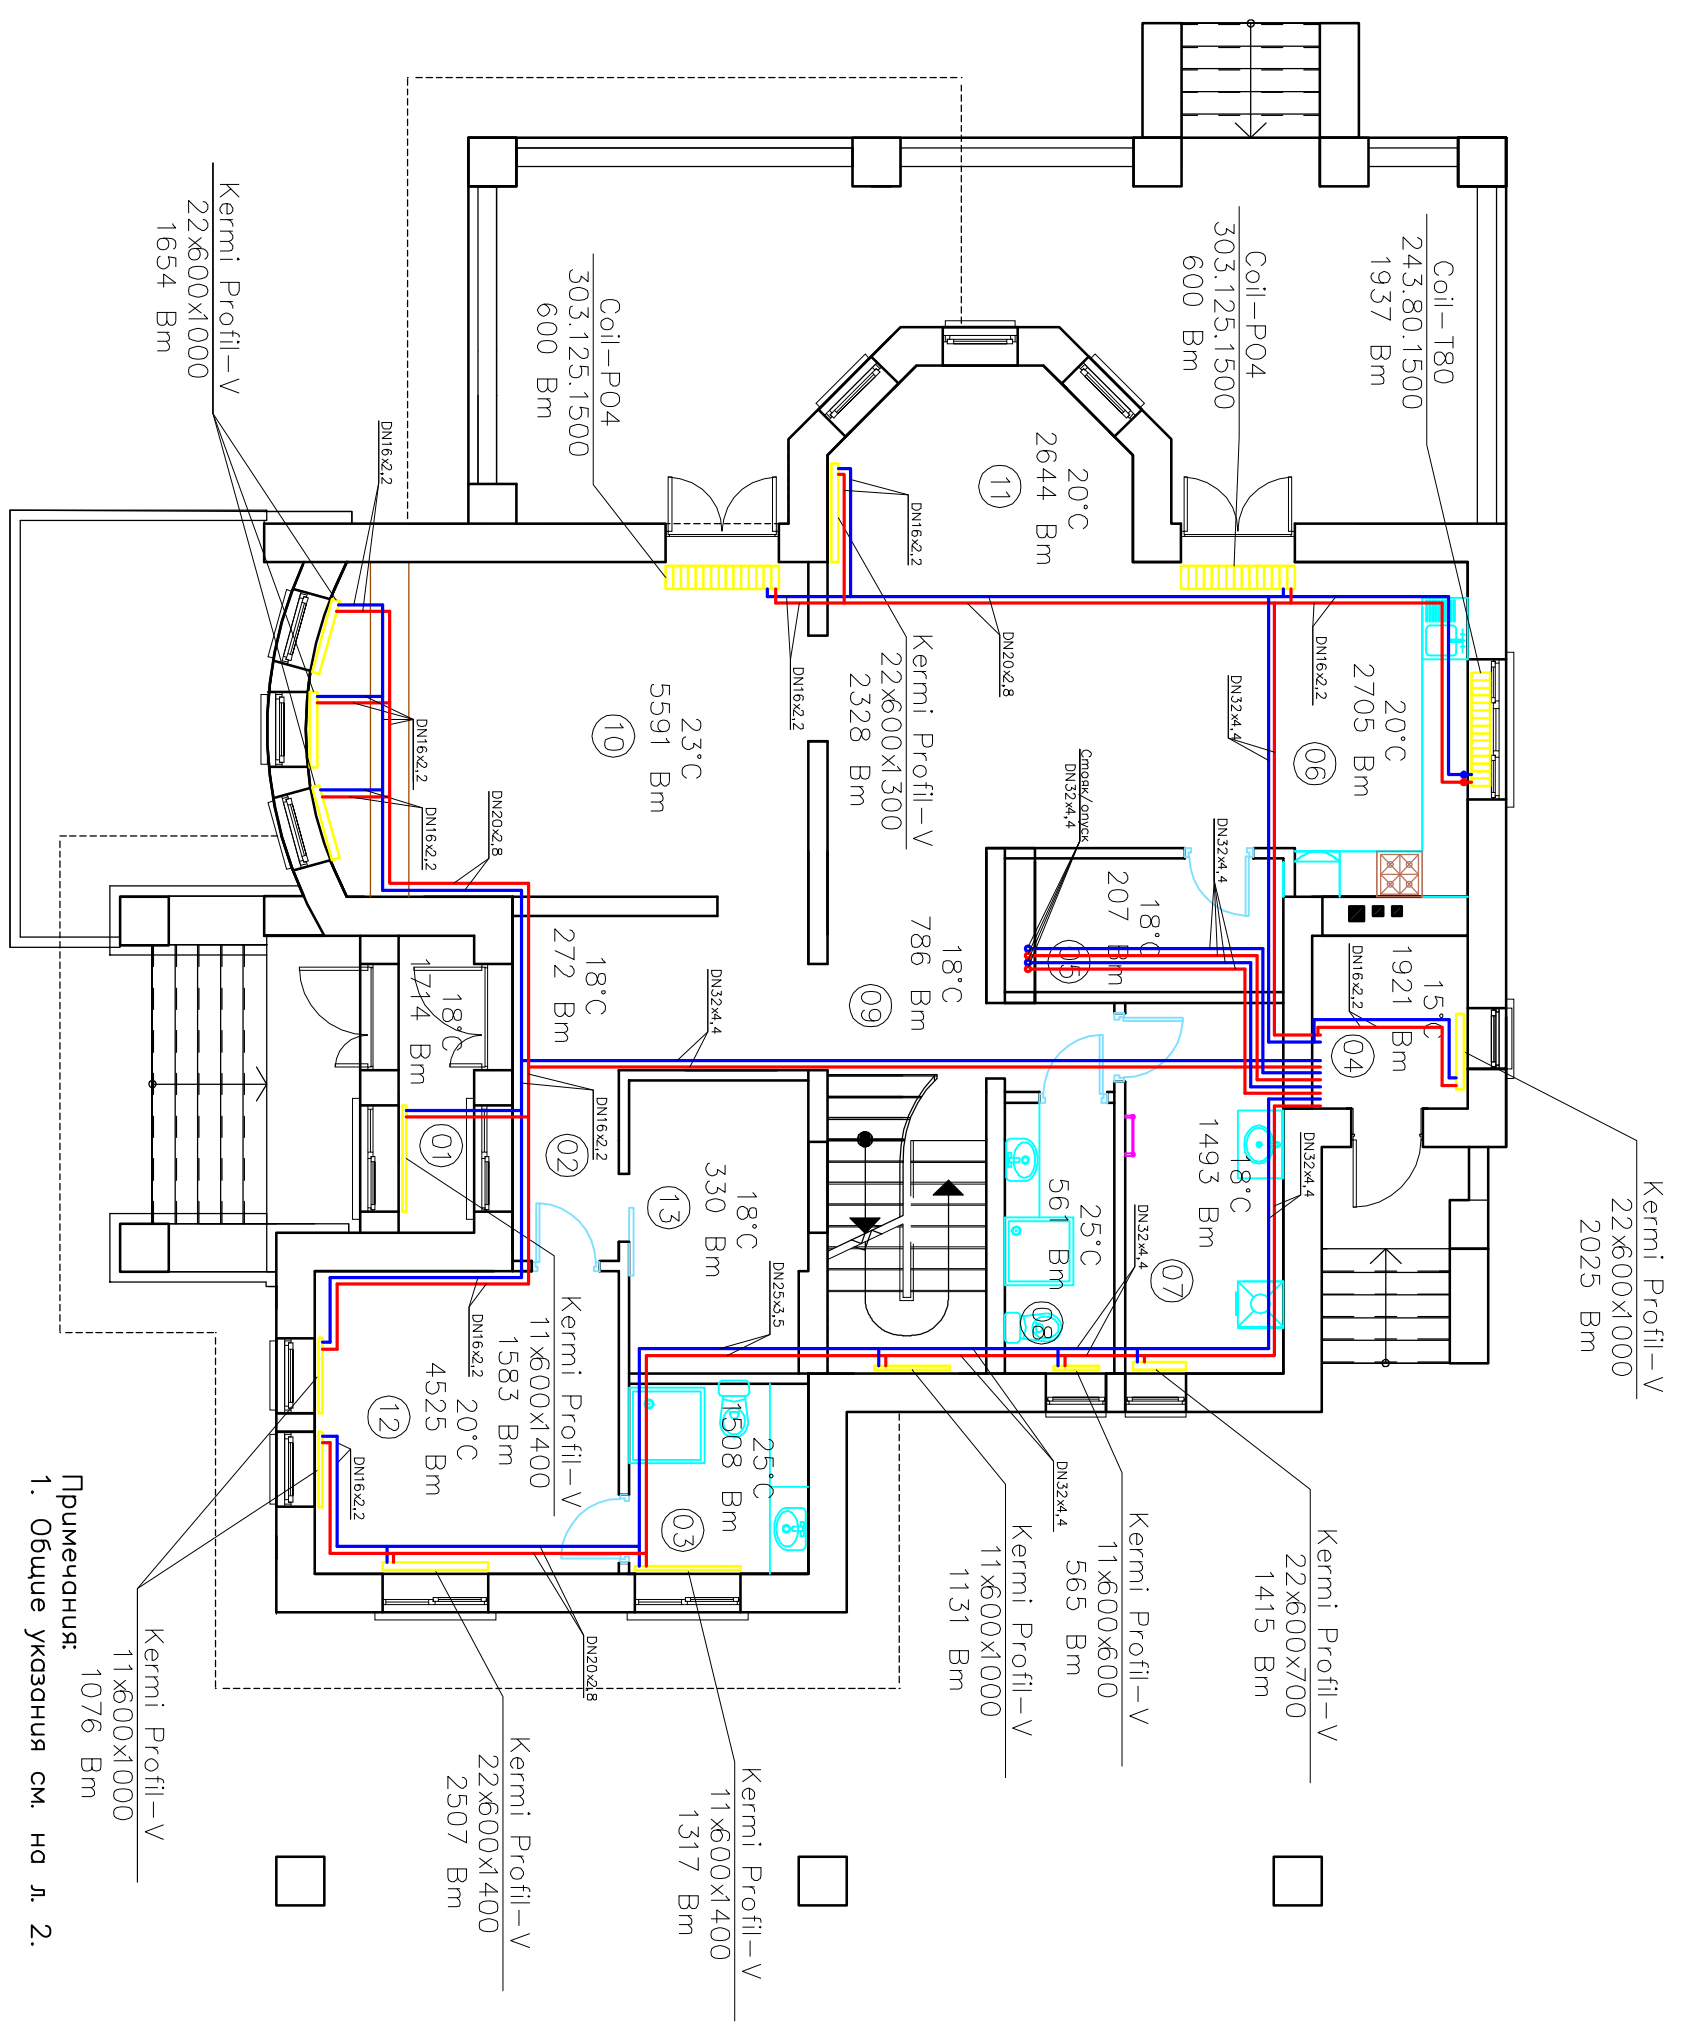 Kermi Profil-V
22x600x1000
2025 Вт
Coil-T80
243.80.1500
1937 Вт
Coil-PO4
303.125.1500
600 Вт
Coil-PO4
303.125.1500
600 Вт
Kermi Profil-V
22x600x1000
1654 Вт
20°C
2644 Вт
11
20°C
2705 Вт
06
15°C
1921 Вт
04
DN16x2,2
DN16x2,2
DN32x4,4
DN32x4,4
Стояк/опуск
DN32x4,4
18°C
207 Вт
05
DN16x2,2
DN20x2,8
DN16x2,2
Kermi Profil-V
22x600x1300
2328 Вт
23°C
5591 Вт
10
DN16x2,2
DN16x2,2
DN16x2,2
DN20x2,8
18°C
786 Вт
09
18°C
272 Вт
02
DN32x4,4
DN16x2,2
18°C
1714 Вт
01
18°C
330 Вт
13
18°C
1493 Вт
07
DN32x4,4
25°C
561 Вт
08
DN32x4,4
DN25x3,5
DN32x4,4
25°C
1508 Вт
03
Kermi Profil-V
11x600x1400
1583 Вт
20°C
4525 Вт
12
DN16x2,2
DN16x2,2
DN20x2,8
Kermi Profil-V
22x600x700
1415 Вт
Kermi Profil-V
11x600x600
565 Вт
Kermi Profil-V
11x600x1000
1131 Вт
Kermi Profil-V
11x600x1400
1317 Вт
Kermi Profil-V
22x600x1400
2507 Вт
Kermi Profil-V
11x600x1000
1076 Вт
Примечания:
1. Общие указания см. на л. 2.